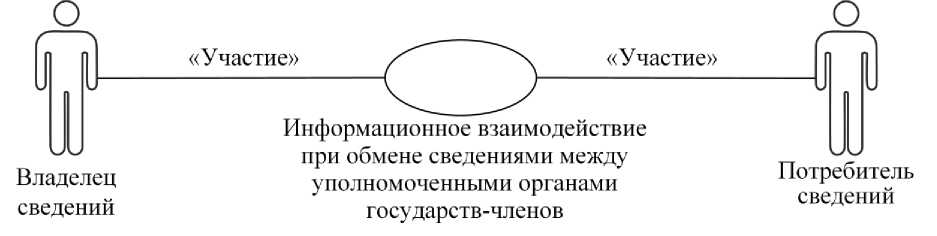 «Участие»
«Участие»
Информационное взаимодействие
при обмене сведениями между
уполномоченными органами
государств-членов
Владелец
сведений
Потребитель
сведений